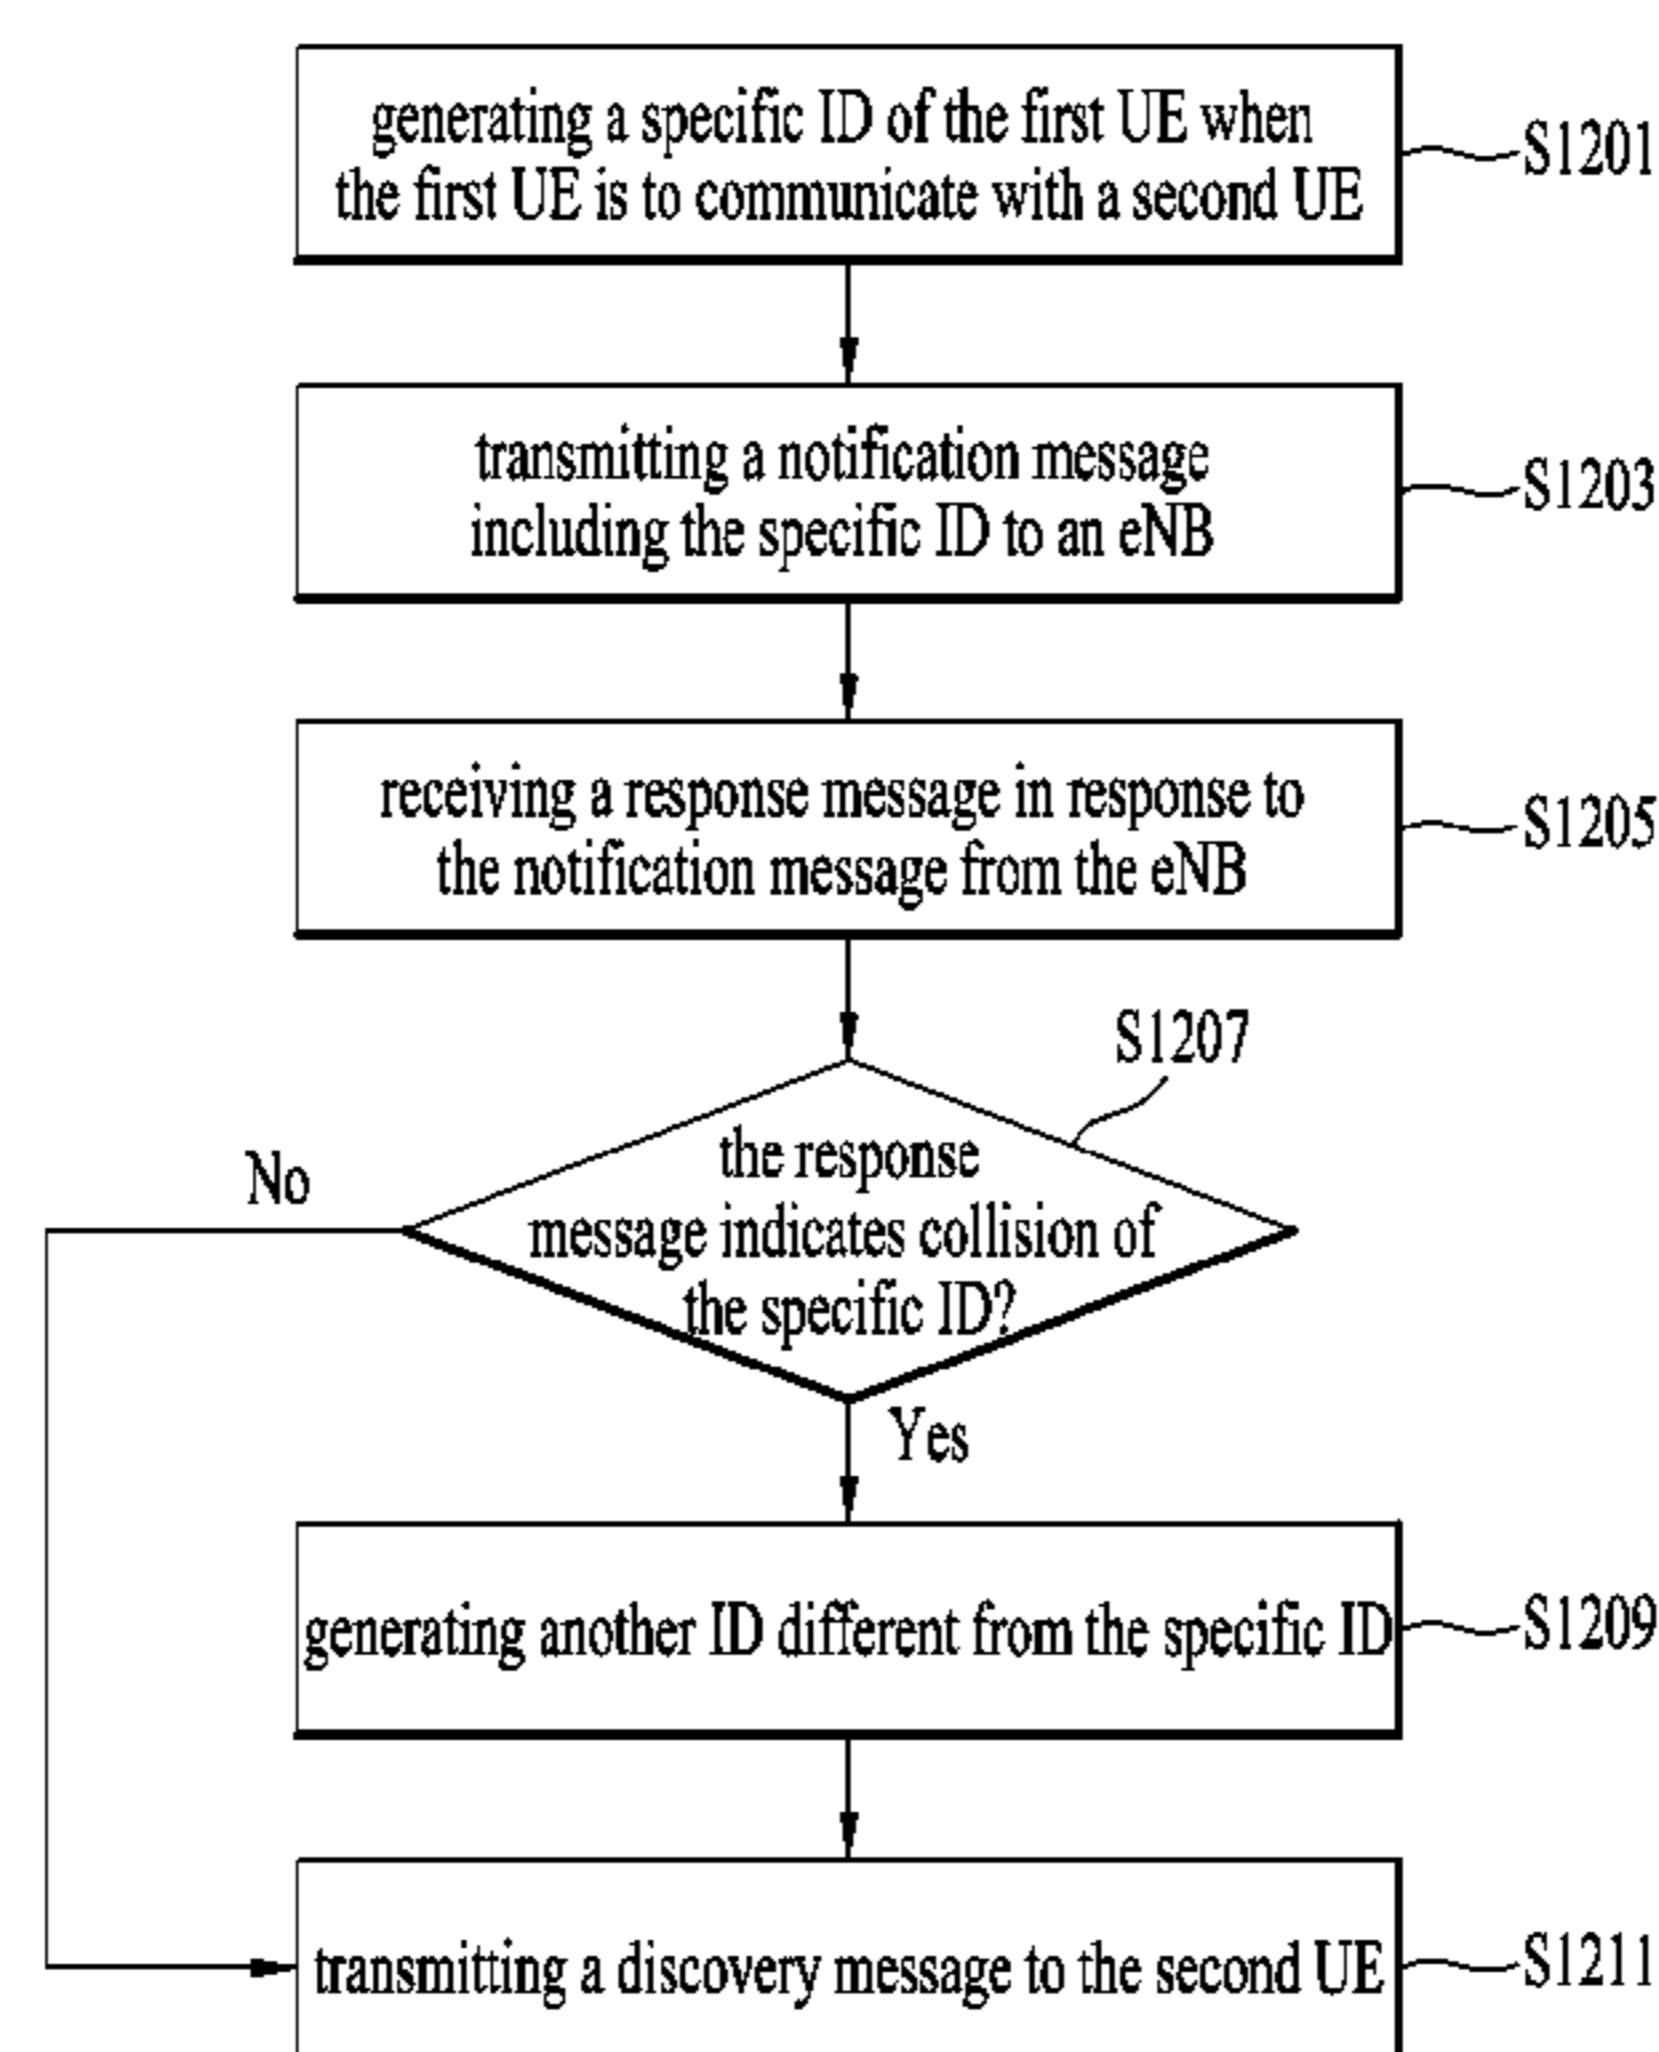 generating a specific ID of the first UE when
the first UE is to communicate with a second UE
S1201
transmitting a notification message
including the specific ID to an eNB
S1203
receiving a response message in response to
the notification message from the eNB
S1205
S1207
the response
message indicates collision of
the specific ID?
No
Yes
generating another ID different from the specific ID
S1209
transmitting a discovery message to the second UE
S1211